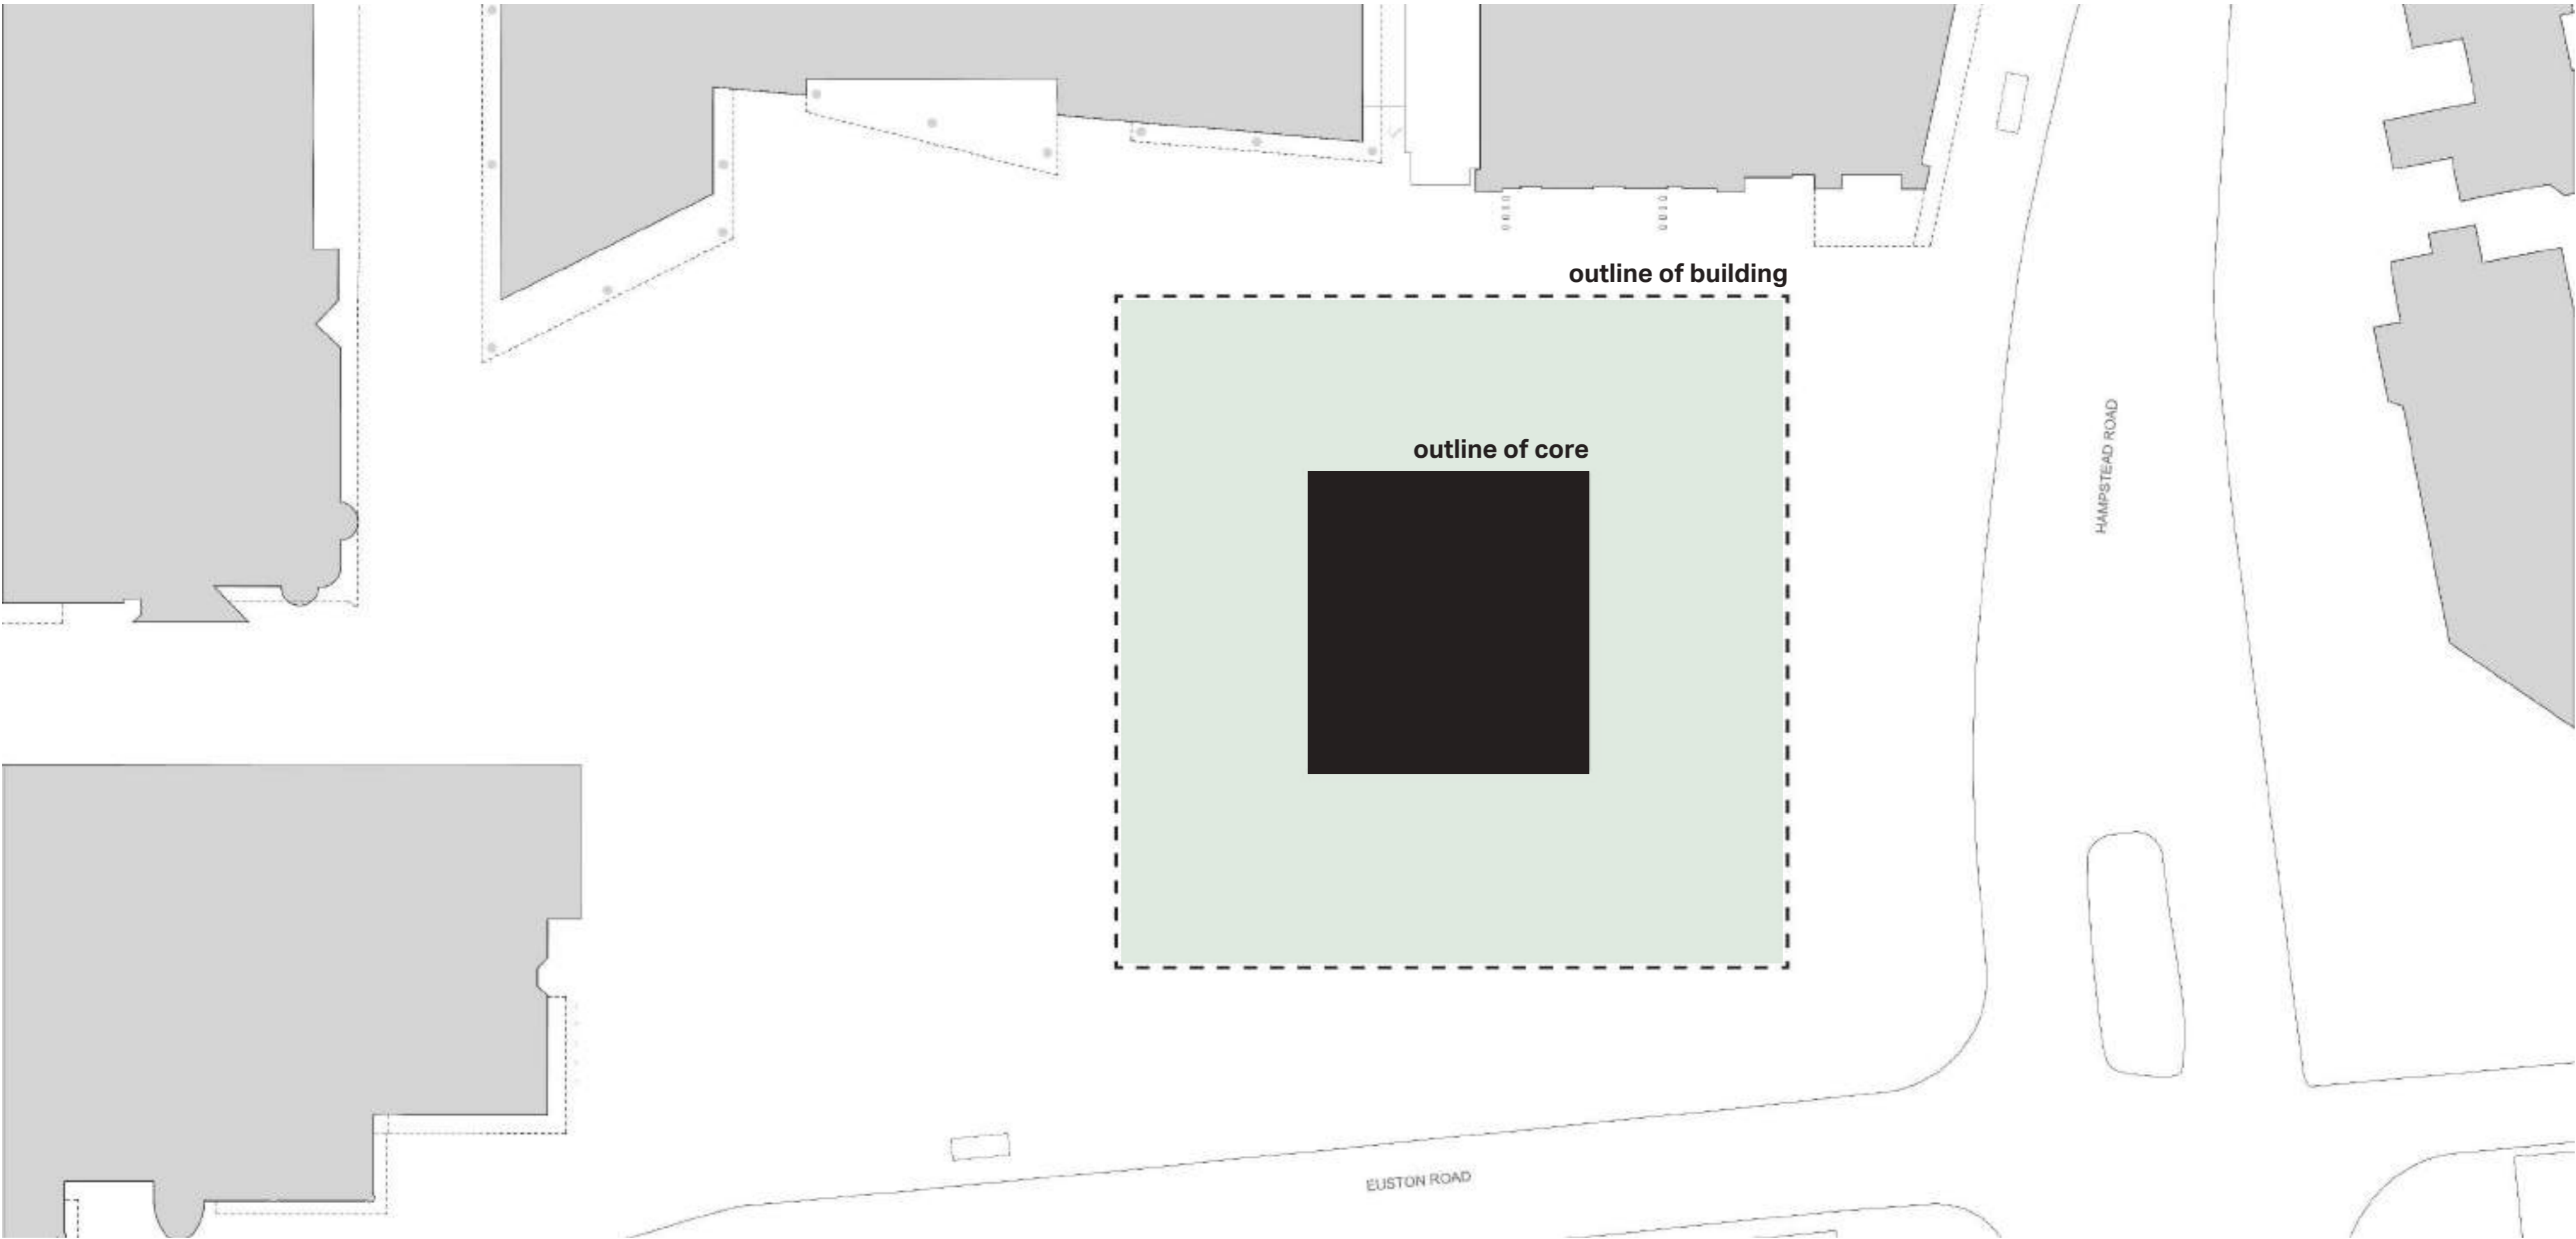 outline of building
outline of core
HAMPSTEAD ROAD
EUSTON ROAD